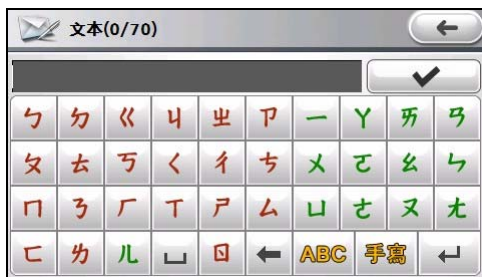 文本(0/70)
ㄅ ㄉ ㄍ ㄐ ㄓ ㄗ ㄧ ㄚ ㄞ ㄢ
ㄆ ㄊ ㄎ ㄑ ㄔ ㄘ ㄨ ㄛ ㄠ ㄣ
ㄇ ㄋ ㄏ ㄒ ㄕ ㄙ ㄩ ㄜ ㄡ ㄤ
ㄈ ㄌ ㄦ ㄖ ABC 手寫